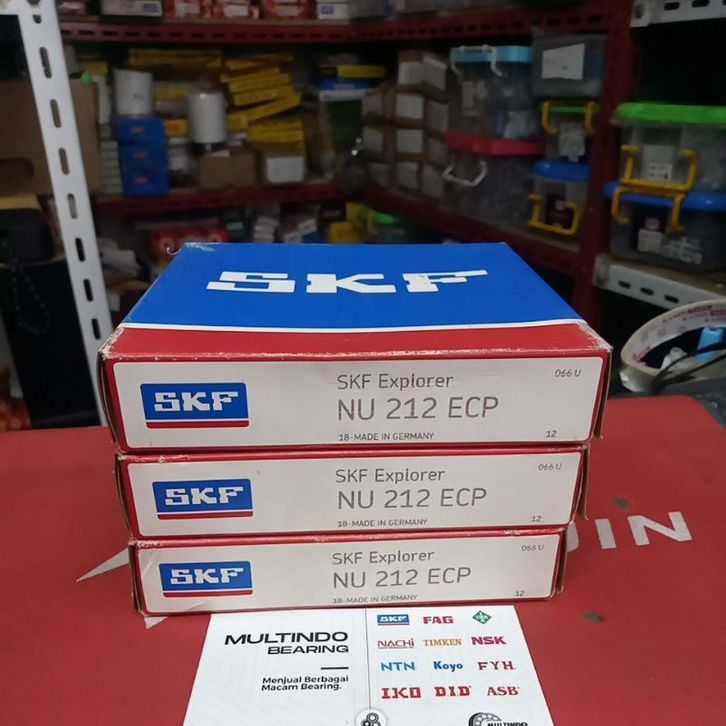 SKF
SKF
SKF Explorer
066 U
NU 212 ECP
18-MADE IN GERMANY
12
SKF
SKF Explorer
066 U
NU 212 ECP
18-MADE IN GERMANY
12
SKF
SKF Explorer
066 U
NU 212 ECP
18-MADE IN GERMANY
12
DIN
MULTINDO
BEARING
Menjual Berbagai
Macam Bearing.
SKF FAG
NACHI TIMKEN NSK
NTN Koyo FYH
IKO D.I.D ASB
MULTINDO